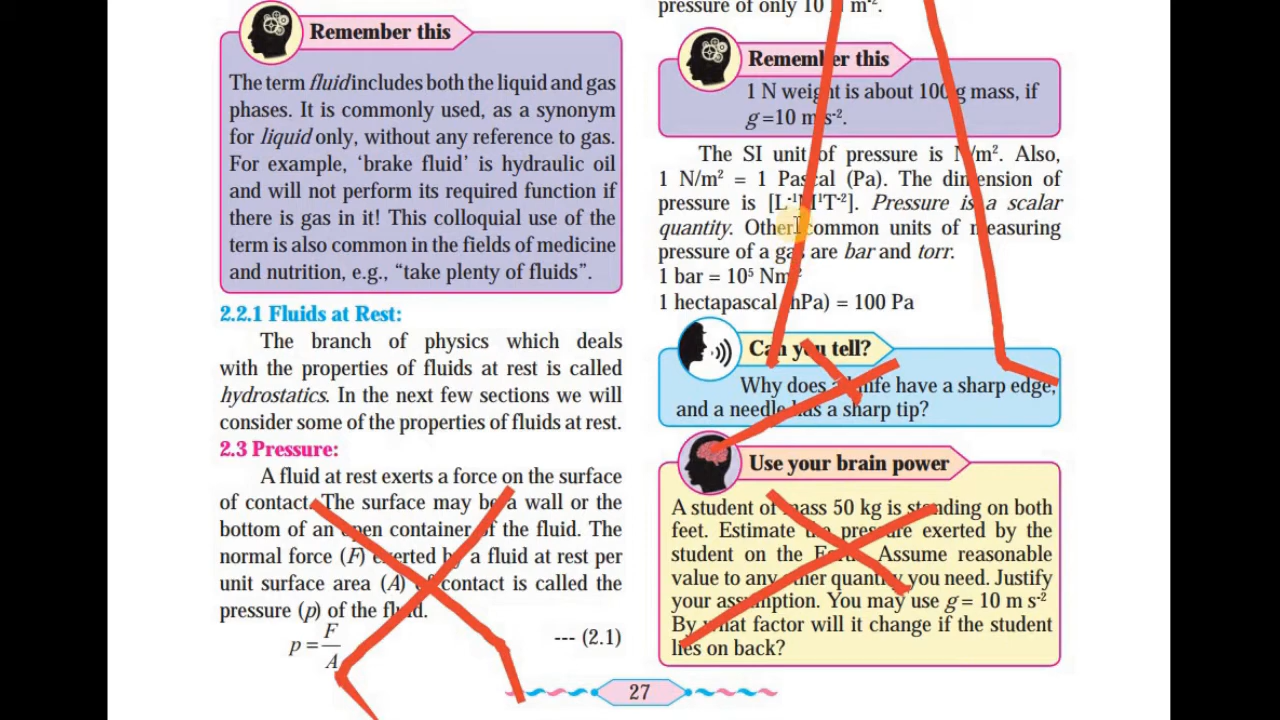 Remember this
The term fluid includes both the liquid and gas
phases. It is commonly used, as a synonym
for liquid only, without any reference to gas.
For example, ‘brake fluid’ is hydraulic oil
and will not perform its required function if
there is gas in it! This colloquial use of the
term is also common in the fields of medicine
and nutrition, e.g., “take plenty of fluids”.
2.2.1 Fluids at Rest:
The branch of physics which deals
with the properties of fluids at rest is called
hydrostatics. In the next few sections we will
consider some of the properties of fluids at rest.
2.3 Pressure:
A fluid at rest exerts a force on the surface
of contact. The surface may be a wall or the
bottom of an open container of the fluid. The
normal force (F) exerted by a fluid at rest per
unit surface area (A) of contact is called the
pressure (p) of the fluid.
p = F/A --- (2.1)
pressure of only 10 N m⁻².
Remember this
1 N weight is about 100 g mass, if
g =10 m s⁻².
The SI unit of pressure is N/m². Also,
1 N/m² = 1 Pascal (Pa). The dimension of
pressure is [L⁻¹M¹T⁻²]. Pressure is a scalar
quantity. Other common units of measuring
pressure of a gas are bar and torr.
1 bar = 10⁵ Nm⁻²
1 hectapascal (hPa) = 100 Pa
Can you tell?
Why does a knife have a sharp edge,
and a needle has a sharp tip?
Use your brain power
A student of mass 50 kg is standing on both
feet. Estimate the pressure exerted by the
student on the Earth. Assume reasonable
value to any other quantity you need. Justify
your assumption. You may use g = 10 m s⁻²
By what factor will it change if the student
lies on back?
27